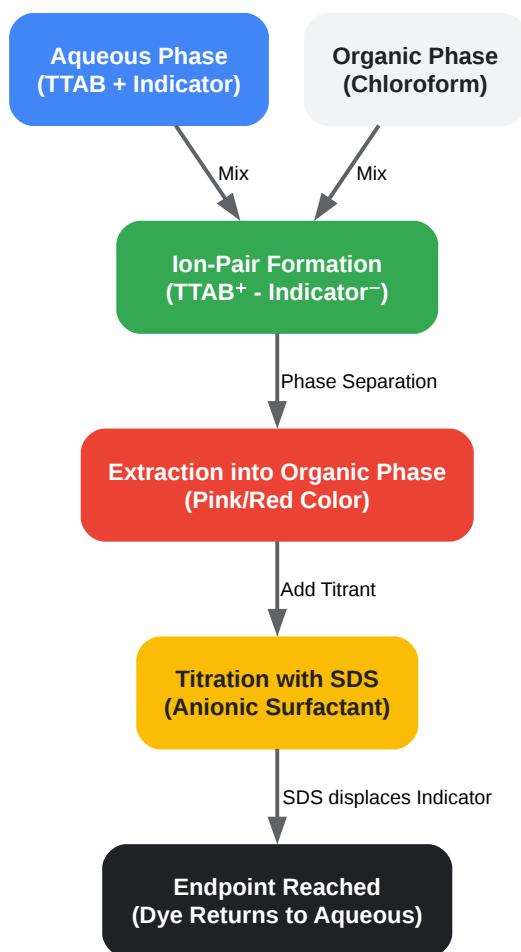 Aqueous Phase
(TTAB + Indicator)
Organic Phase
(Chloroform)
Mix
Mix
Ion-Pair Formation
(TTAB⁺ - Indicator⁻)
Phase Separation
Extraction into Organic Phase
(Pink/Red Color)
Add Titrant
Titration with SDS
(Anionic Surfactant)
SDS displaces Indicator
Endpoint Reached
(Dye Returns to Aqueous)